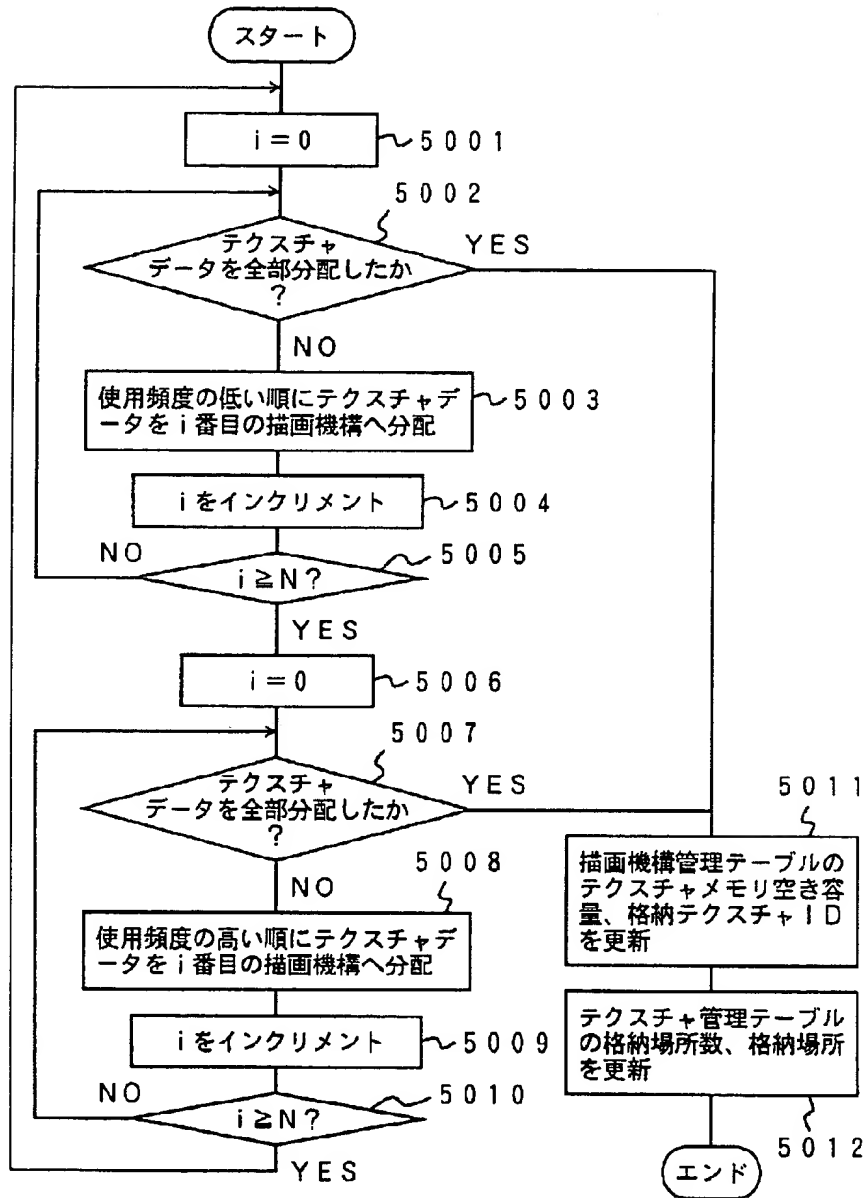 スタート
i=0
5001
5002
テクスチャ
データを全部分配したか
?
YES
NO
使用頻度の低い順にテクスチャデ
ータをi番目の描画機構へ分配
5003
iをインクリメント
5004
NO
5005
i≧N?
YES
i=0
5006
5007
テクスチャ
データを全部分配したか
?
YES
NO
5008
使用頻度の高い順にテクスチャデ
ータをi番目の描画機構へ分配
iをインクリメント
5009
NO
5010
i≧N?
YES
5011
描画機構管理テーブルの
テクスチャメモリ空き容
量、格納テクスチャID
を更新
テクスチャ管理テーブル
の格納場所数、格納場所
を更新
5012
エンド